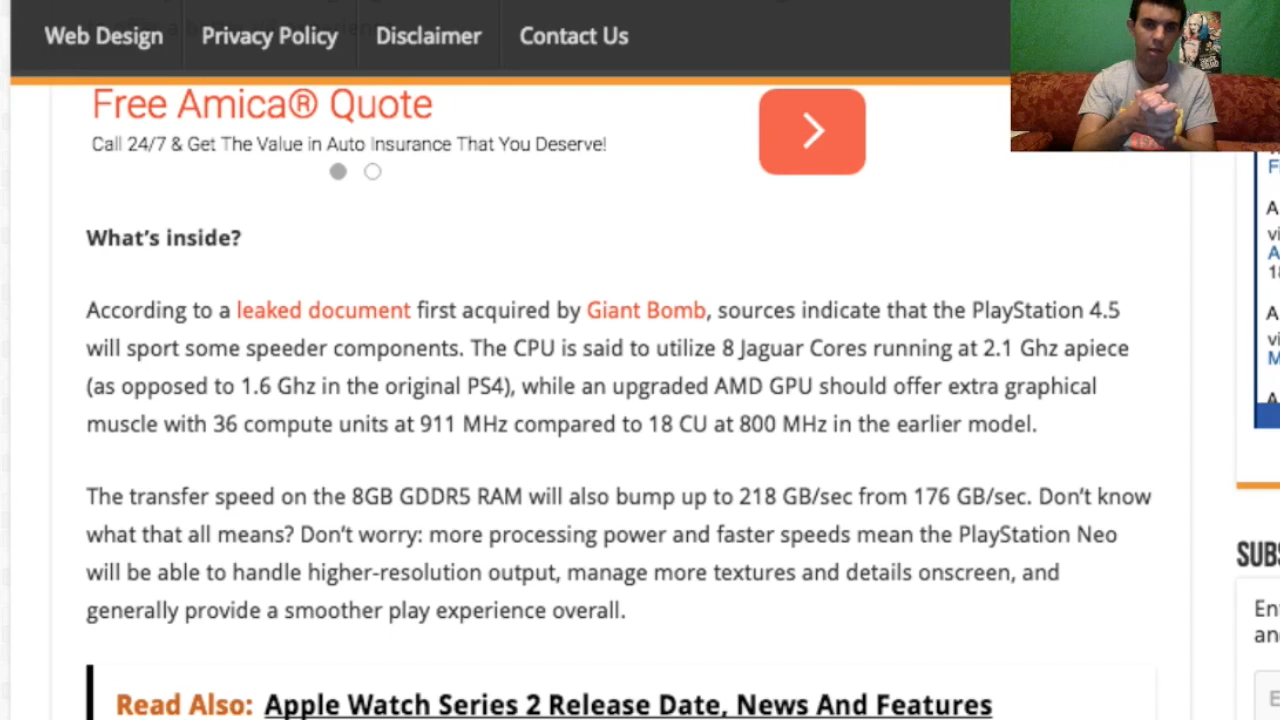 Web Design Privacy Policy Disclaimer Contact Us
Free Amica® Quote
Call 24/7 & Get The Value in Auto Insurance That You Deserve!
What's inside?
According to a leaked document first acquired by Giant Bomb, sources indicate that the PlayStation 4.5
will sport some speeder components. The CPU is said to utilize 8 Jaguar Cores running at 2.1 Ghz apiece
(as opposed to 1.6 Ghz in the original PS4), while an upgraded AMD GPU should offer extra graphical
muscle with 36 compute units at 911 MHz compared to 18 CU at 800 MHz in the earlier model.
The transfer speed on the 8GB GDDR5 RAM will also bump up to 218 GB/sec from 176 GB/sec. Don't know
what that all means? Don't worry: more processing power and faster speeds mean the PlayStation Neo
will be able to handle higher-resolution output, manage more textures and details onscreen, and
generally provide a smoother play experience overall.
Read Also: Apple Watch Series 2 Release Date, News And Features